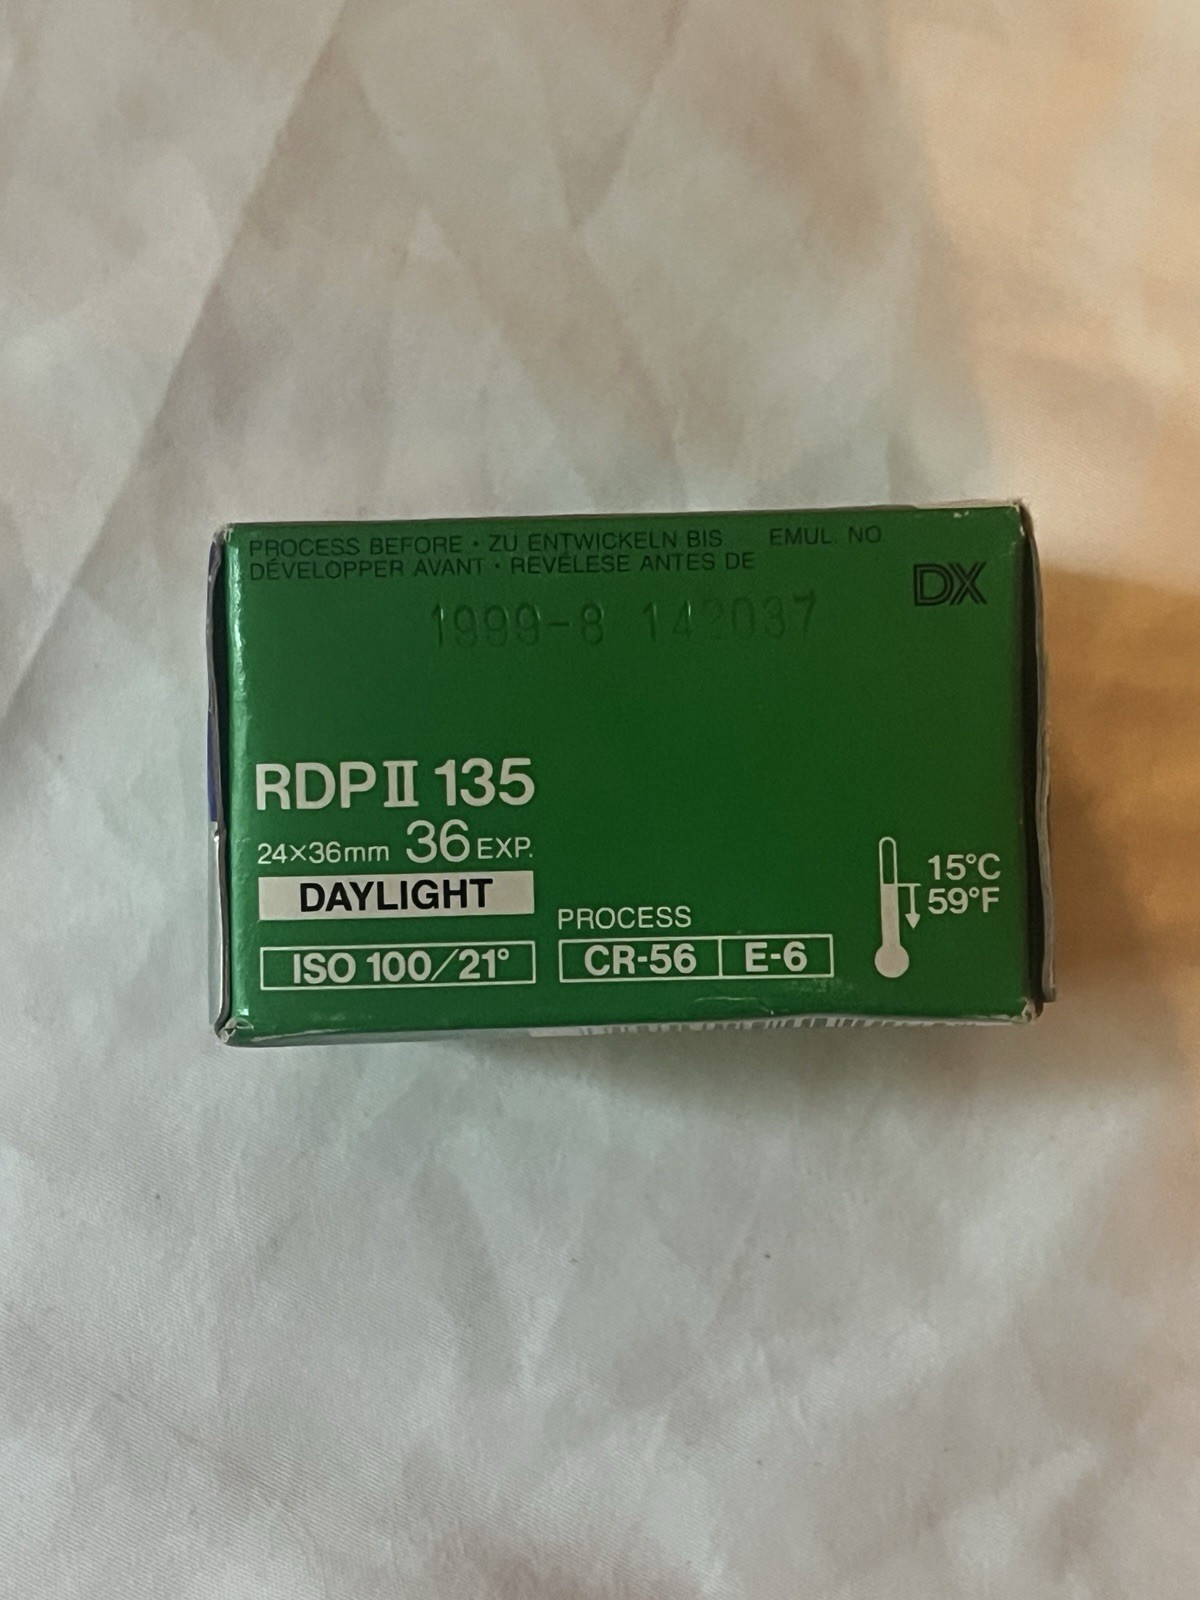 PROCESS BEFORE · ZU ENTWICKELN BIS EMUL. NO
DÉVELOPPER AVANT · REVÉLESE ANTES DE
DX
1999-8 142037
RDPⅡ 135
24×36mm 36 EXP.
DAYLIGHT
ISO 100/21°
PROCESS
CR-56 E-6
15°C
59°F